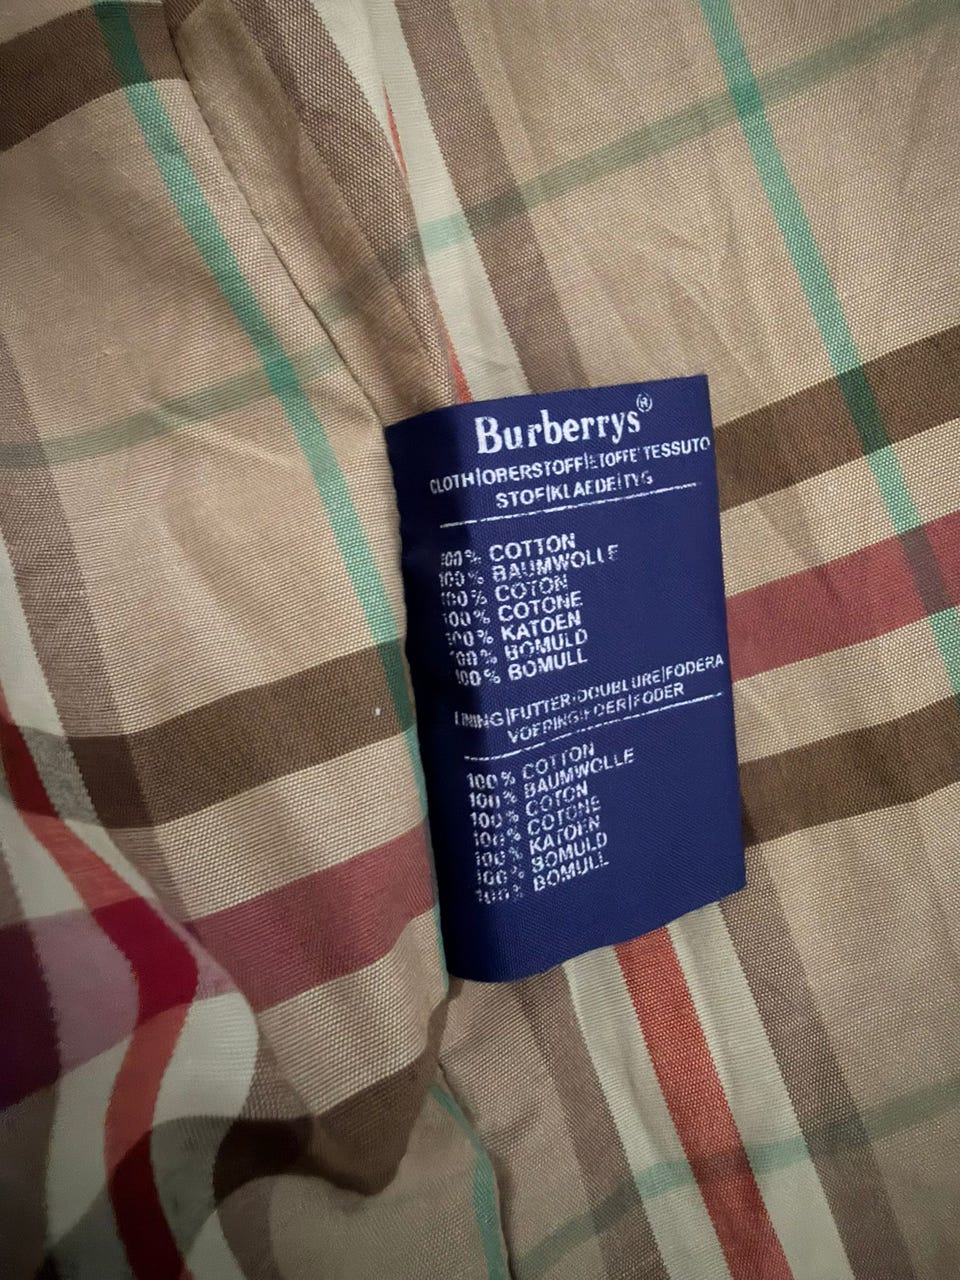 Burberrys®
CLOTH|OBERSTOFF|ETOFFE|TESSUTO
STOF|KLAEDE|TYG
100% COTTON
100% BAUMWOLLE
100% COTON
100% COTONE
100% KATOEN
100% BOMULD
100% BOMULL
LINING|FUTTER|DOUBLURE|FODERA
VOERING|FOER|FODER
100% COTTON
100% BAUMWOLLE
100% COTON
100% COTONE
100% KATOEN
100% BOMULD
100% BOMULL